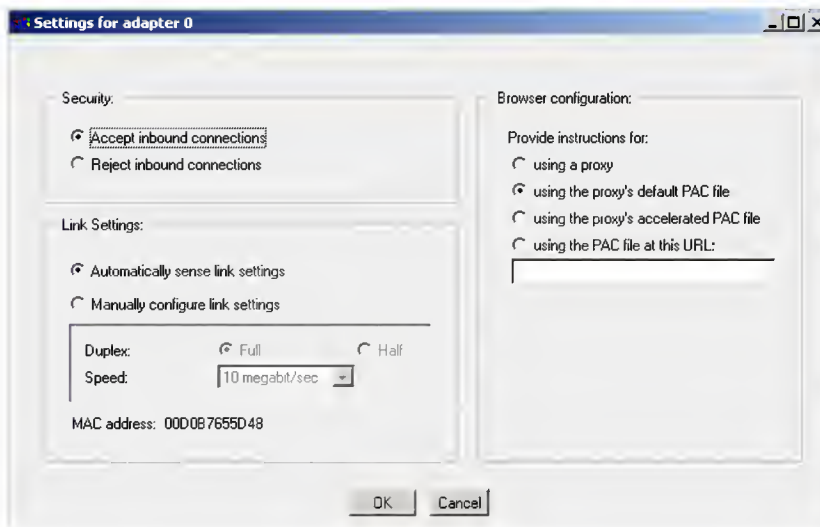 Settings for adapter 0
Security:
Accept inbound connections
Reject inbound connections
Link Settings:
Automatically sense link settings
Manually configure link settings
Duplex: Full Half
Speed: 10 megabit/sec
MAC address: 00D0B7655D48
Browser configuration:
Provide instructions for:
using a proxy
using the proxy's default PAC file
using the proxy's accelerated PAC file
using the PAC file at this URL:
OK Cancel